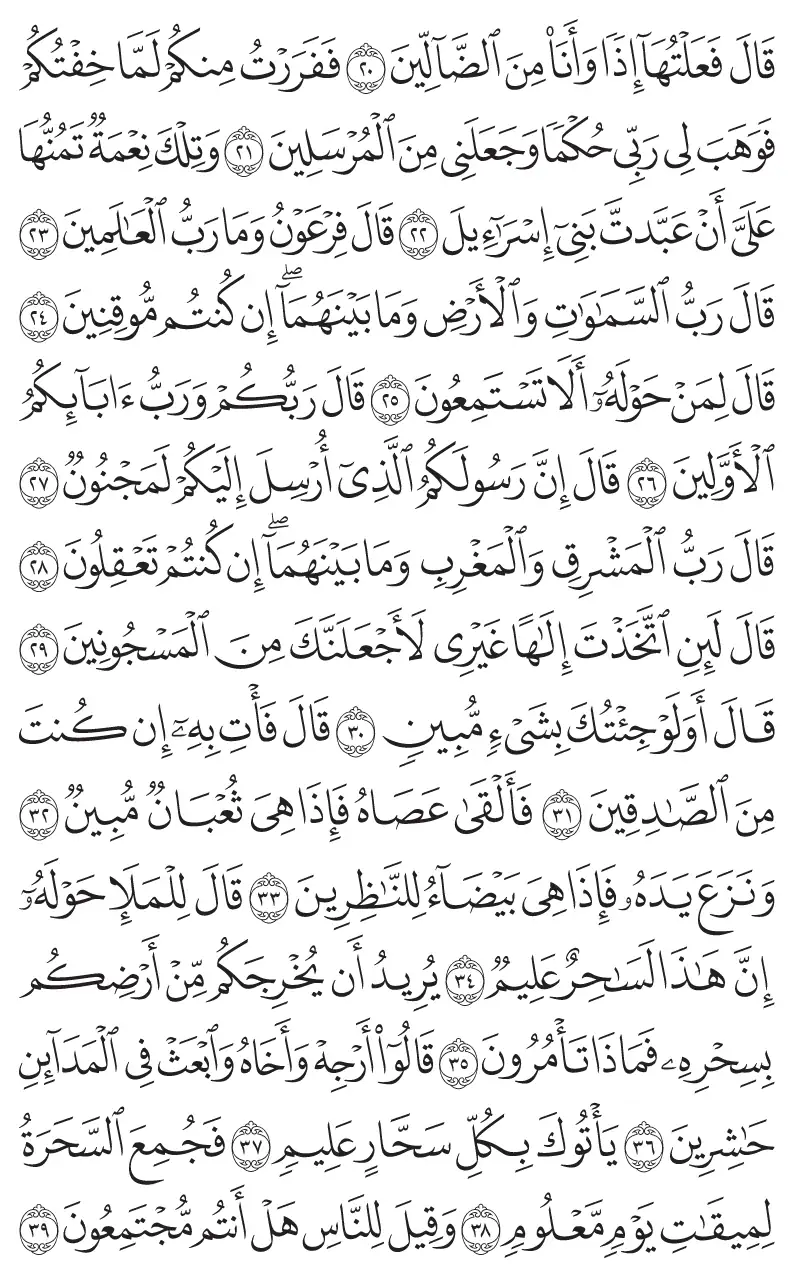 قَالَ فَعَلْتُهَآ إِذًا وَأَنَا۠ مِنَ ٱلضَّآلِّينَ ٢٠ فَفَرَرْتُ مِنكُمْ لَمَّا خِفْتُكُمْ
فَوَهَبَ لِى رَبِّى حُكْمًا وَجَعَلَنِى مِنَ ٱلْمُرْسَلِينَ ٢١ وَتِلْكَ نِعْمَةٌ تَمُنُّهَا
عَلَىَّ أَنْ عَبَّدتَّ بَنِىٓ إِسْرَٰٓءِيلَ ٢٢ قَالَ فِرْعَوْنُ وَمَا رَبُّ ٱلْعَٰلَمِينَ ٢٣
قَالَ رَبُّ ٱلسَّمَٰوَٰتِ وَٱلْأَرْضِ وَمَا بَيْنَهُمَآ ۖ إِن كُنتُم مُّوقِنِينَ ٢٤
قَالَ لِمَنْ حَوْلَهُۥٓ أَلَا تَسْتَمِعُونَ ٢٥ قَالَ رَبُّكُمْ وَرَبُّ ءَابَآئِكُمُ
ٱلْأَوَّلِينَ ٢٦ قَالَ إِنَّ رَسُولَكُمُ ٱلَّذِىٓ أُرْسِلَ إِلَيْكُمْ لَمَجْنُونٌ ٢٧
قَالَ رَبُّ ٱلْمَشْرِقِ وَٱلْمَغْرِبِ وَمَا بَيْنَهُمَآ ۖ إِن كُنتُمْ تَعْقِلُونَ ٢٨
قَالَ لَئِنِ ٱتَّخَذْتَ إِلَٰهًا غَيْرِى لَأَجْعَلَنَّكَ مِنَ ٱلْمَسْجُونِينَ ٢٩
قَالَ أَوَلَوْ جِئْتُكَ بِشَىْءٍ مُّبِينٍ ٣٠ قَالَ فَأْتِ بِهِۦٓ إِن كُنتَ
مِنَ ٱلصَّٰدِقِينَ ٣١ فَأَلْقَىٰ عَصَاهُ فَإِذَا هِىَ ثُعْبَانٌ مُّبِينٌ ٣٢
وَنَزَعَ يَدَهُۥ فَإِذَا هِىَ بَيْضَآءُ لِلنَّٰظِرِينَ ٣٣ قَالَ لِلْمَلَإِ حَوْلَهُۥٓ
إِنَّ هَٰذَا لَسَٰحِرٌ عَلِيمٌ ٣٤ يُرِيدُ أَن يُخْرِجَكُم مِّنْ أَرْضِكُم
بِسِحْرِهِۦ فَمَاذَا تَأْمُرُونَ ٣٥ قَالُوٓا۟ أَرْجِهْ وَأَخَاهُ وَٱبْعَثْ فِى ٱلْمَدَآئِنِ
حَٰشِرِينَ ٣٦ يَأْتُوكَ بِكُلِّ سَحَّارٍ عَلِيمٍ ٣٧ فَجُمِعَ ٱلسَّحَرَةُ
لِمِيقَٰتِ يَوْمٍ مَّعْلُومٍ ٣٨ وَقِيلَ لِلنَّاسِ هَلْ أَنتُم مُّجْتَمِعُونَ ٣٩